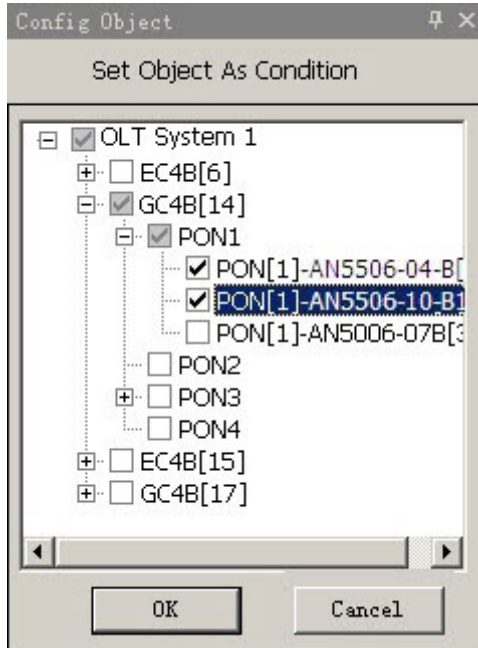 Config Object
Set Object As Condition
OLT System 1
EC4B[6]
GC4B[14]
PON1
PON[1]-AN5506-04-B[
PON[1]-AN5506-10-B1
PON[1]-AN5006-07B[3
PON2
PON3
PON4
EC4B[15]
GC4B[17]
OK Cancel